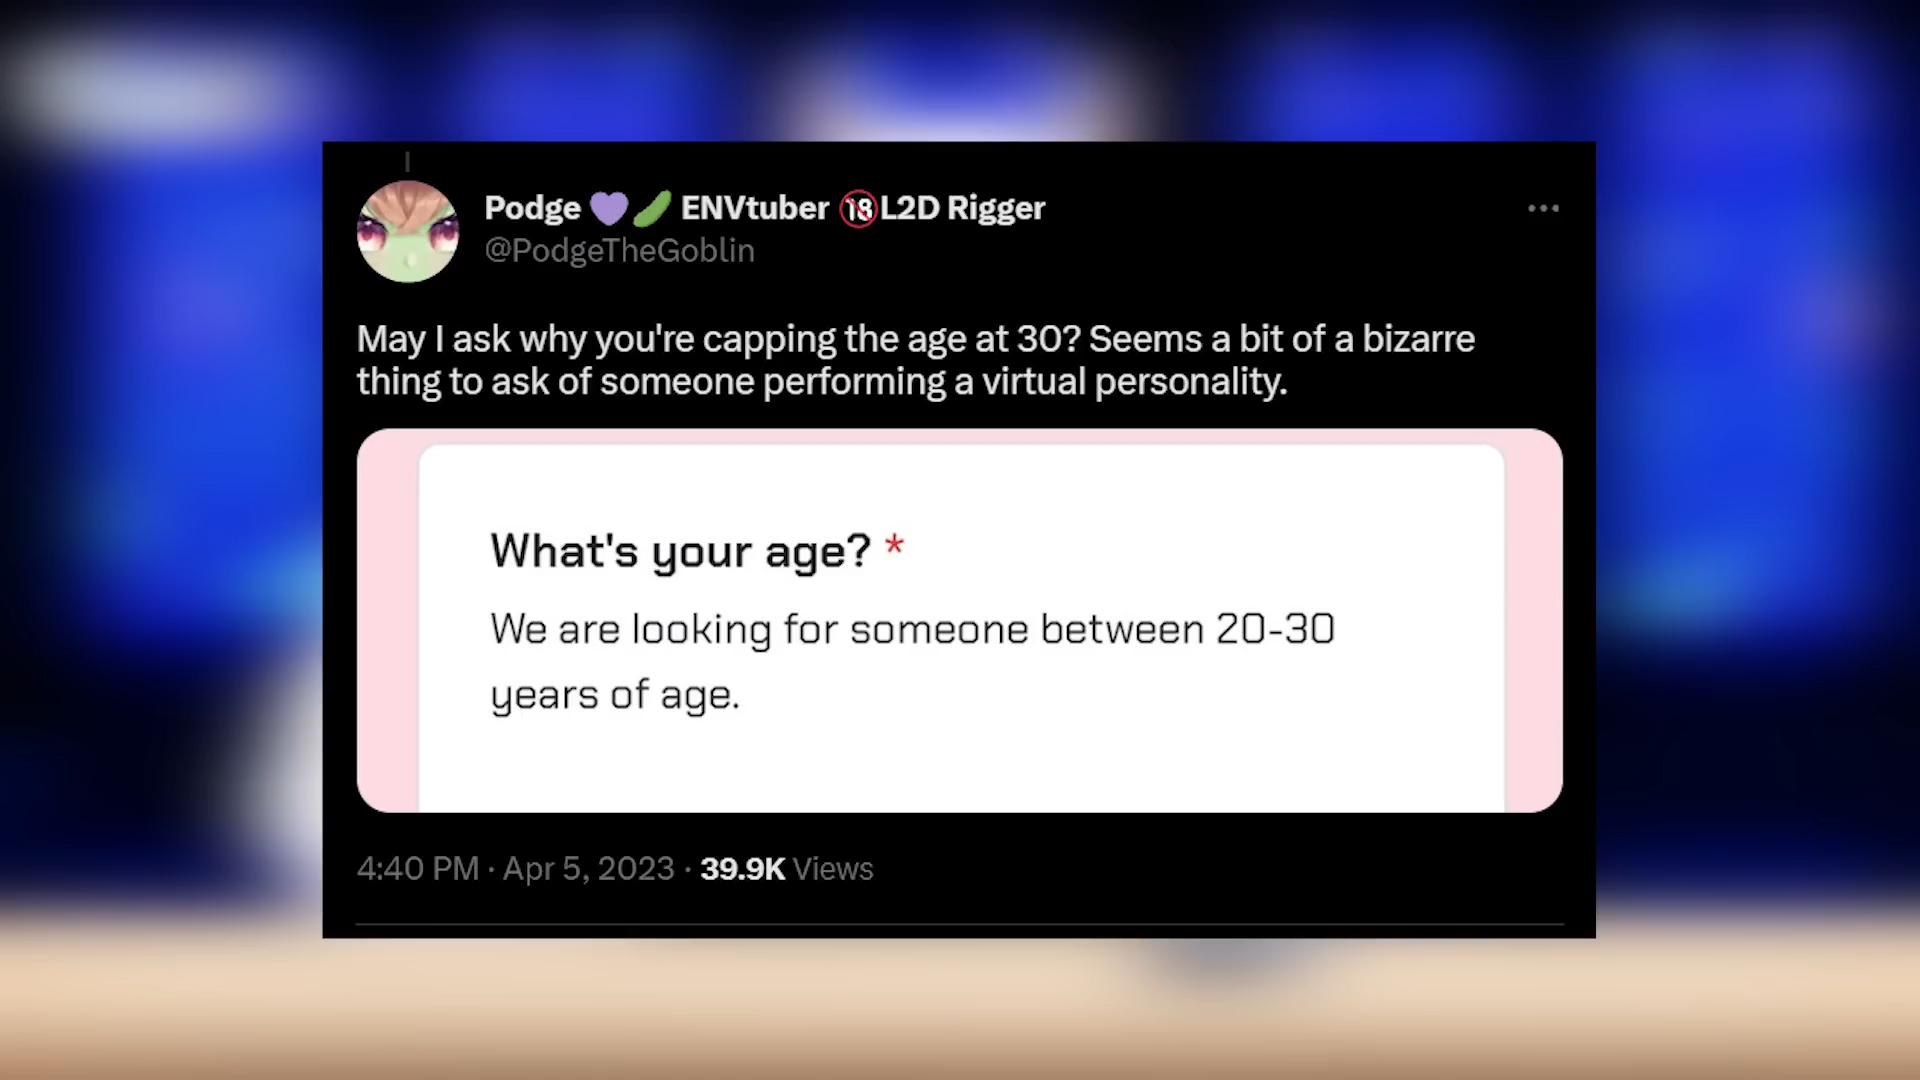 Podge 💜🥒 ENVtuber 🔞L2D Rigger
@PodgeTheGoblin
May I ask why you're capping the age at 30? Seems a bit of a bizarre
thing to ask of someone performing a virtual personality.
What's your age? *
We are looking for someone between 20-30
years of age.
4:40 PM · Apr 5, 2023 · 39.9K Views